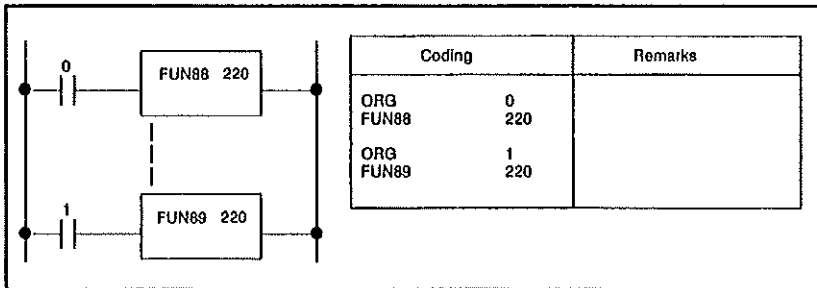 0
FUN88 220
1
FUN89 220
Coding Remarks
ORG 0
FUN88 220
ORG 1
FUN89 220